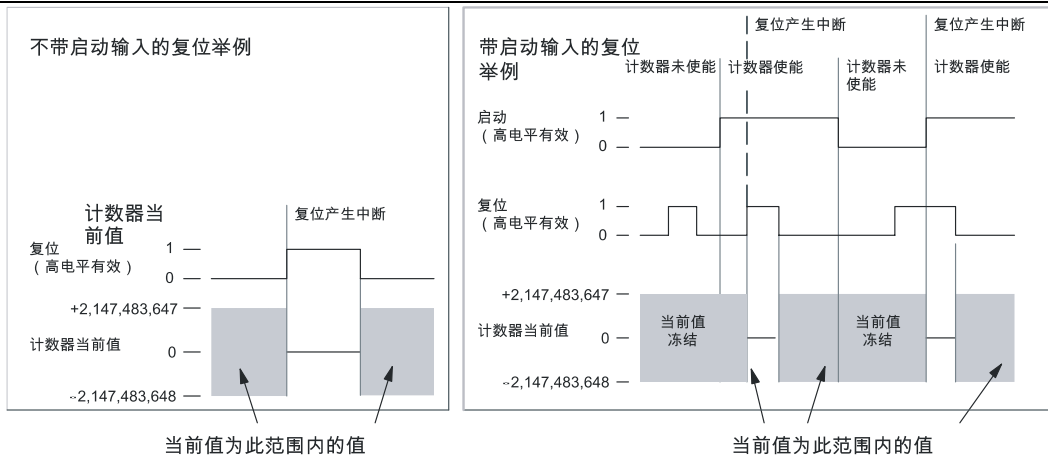 不带启动输入的复位举例
计数器当
前值
复位产生中断
复位
（高电平有效）
1
0
+2,147,483,647
计数器当前值
0
-2,147,483,648
当前值为此范围内的值
带启动输入的复位
举例
复位产生中断
复位产生中断
计数器未使能
计数器使能
计数器未
使能
计数器使能
启动
（高电平有效）
1
0
复位
（高电平有效）
1
0
+2,147,483,647
当前值
冻结
当前值
冻结
计数器当前值
0
-2,147,483,648
当前值为此范围内的值